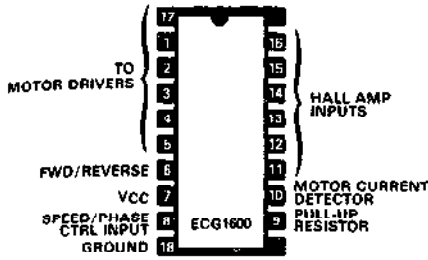 17
1
2
3
4
5
6
7
8
18
16
15
14
13
12
11
10
9
TO
MOTOR DRIVERS
FWD/REVERSE
VCC
SPEED/PHASE
CTRL INPUT
GROUND
ECG1600
HALL AMP
INPUTS
MOTOR CURRENT
DETECTOR
PULL-UP
RESISTOR